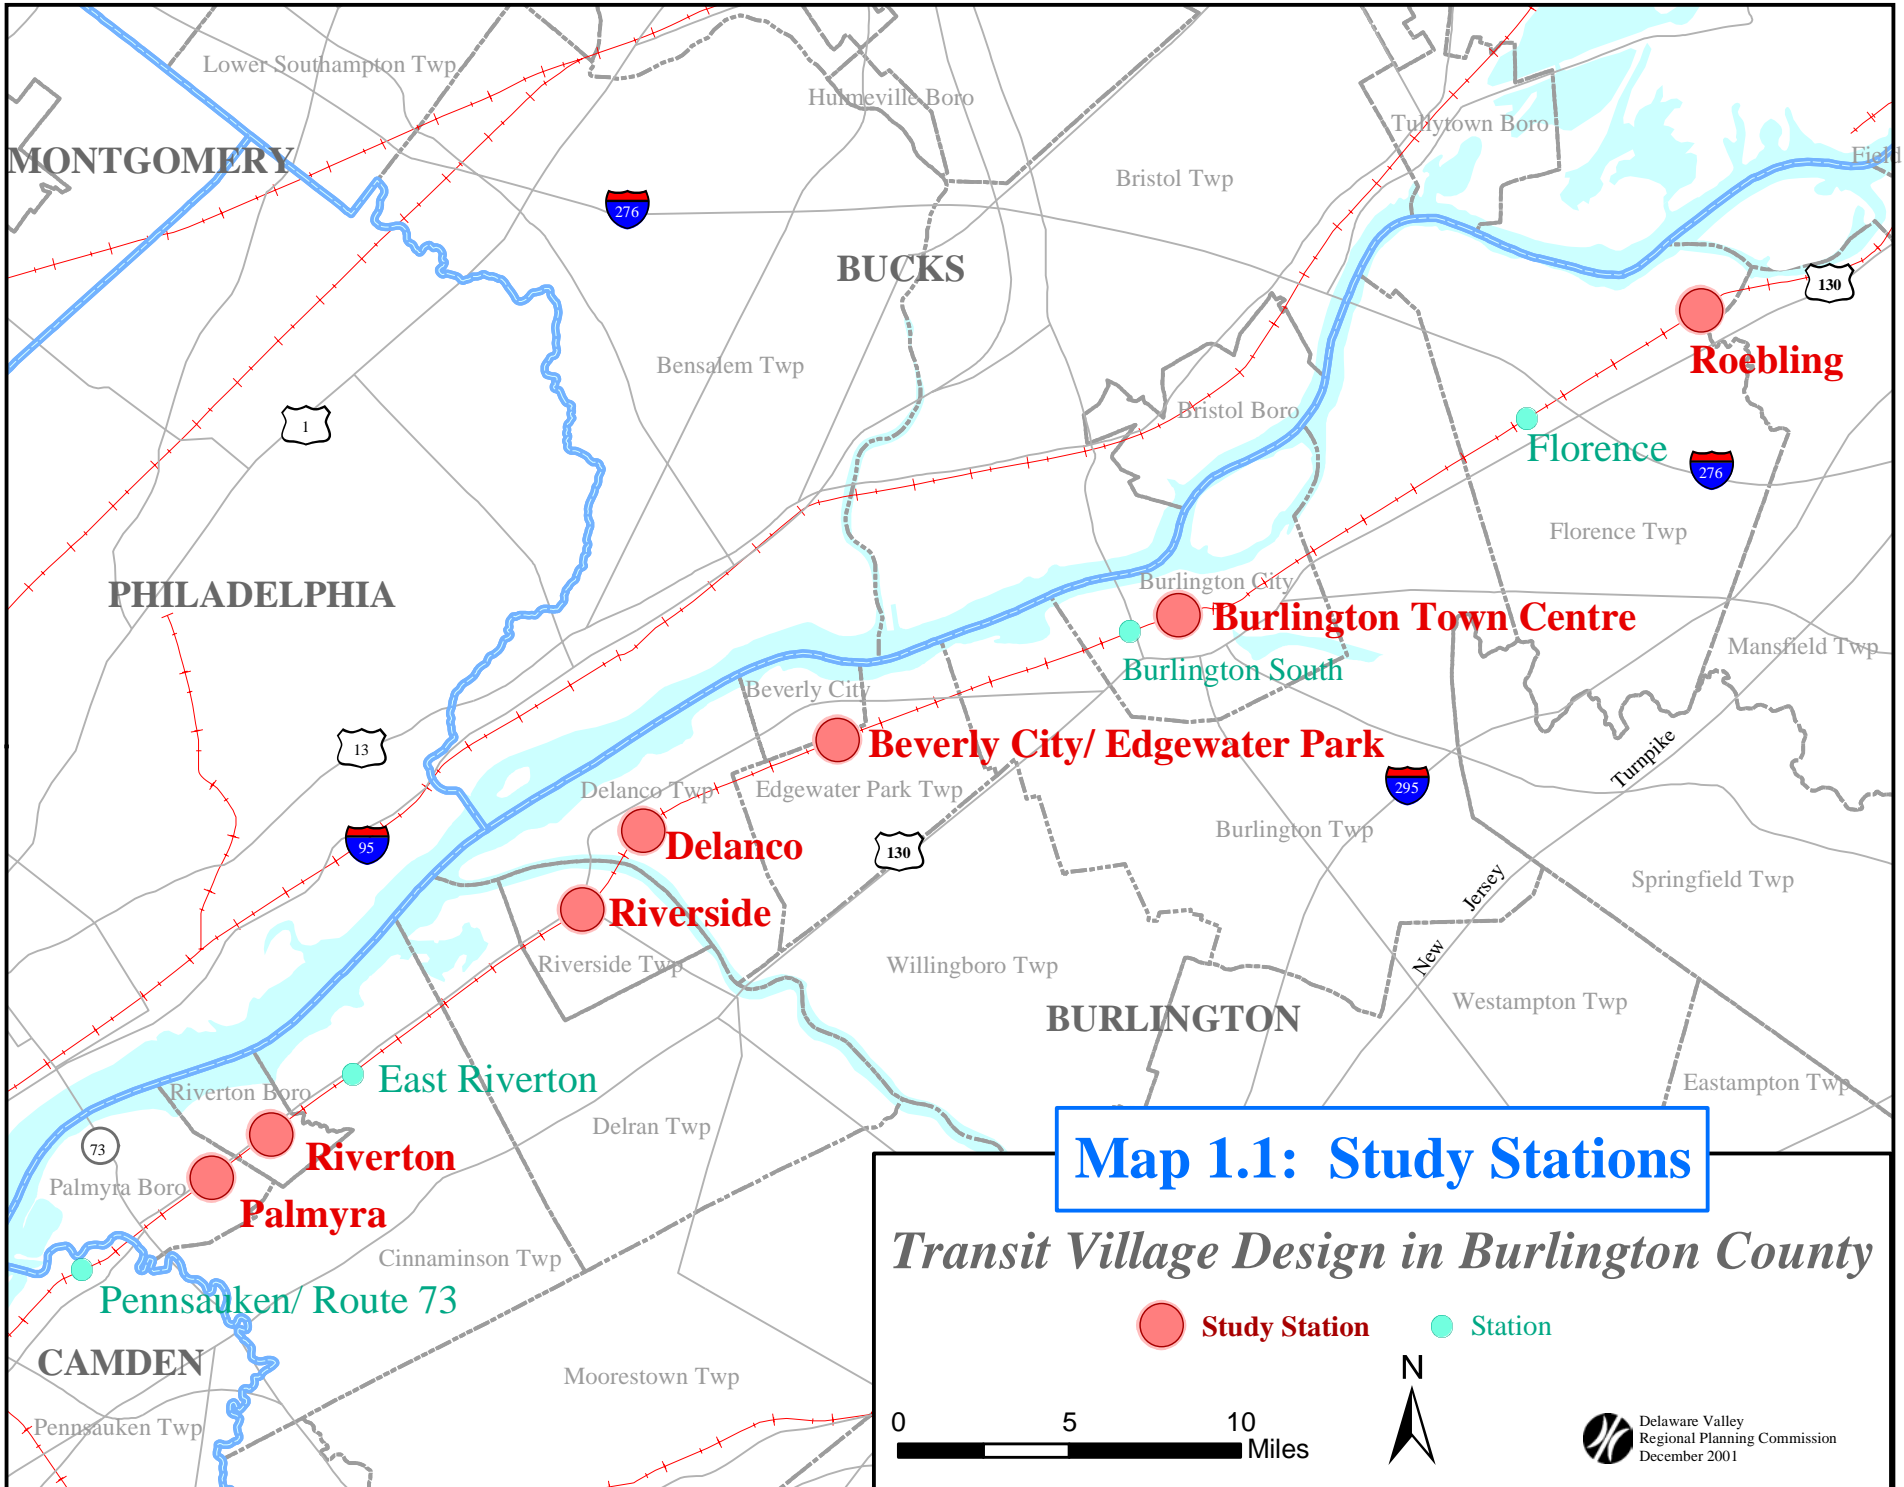 Lower Southampton Twp
Hulmeville Boro
Tullytown Boro
Field
MONTGOMERY
Bristol Twp
276
BUCKS
130
Roebling
Bensalem Twp
Bristol Boro
1
Florence
276
Florence Twp
PHILADELPHIA
Burlington City
Burlington Town Centre
Mansfield Twp
Burlington South
Beverly City
13
Beverly City/ Edgewater Park
Turnpike
Delanco Twp
Edgewater Park Twp
295
Burlington Twp
95
Delanco
130
Jersey
Springfield Twp
Riverside
New
Riverside Twp
Willingboro Twp
Westampton Twp
BURLINGTON
East Riverton
Riverton Boro
Eastampton Twp
Delran Twp
73
Riverton
Palmyra Boro
Palmyra
Cinnaminson Twp
Pennsauken/ Route 73
CAMDEN
Moorestown Twp
Pennsauken Twp
Map 1.1: Study Stations
Transit Village Design in Burlington County
Study Station
Station
N
0 5 10
Miles
Delaware Valley
Regional Planning Commission
December 2001